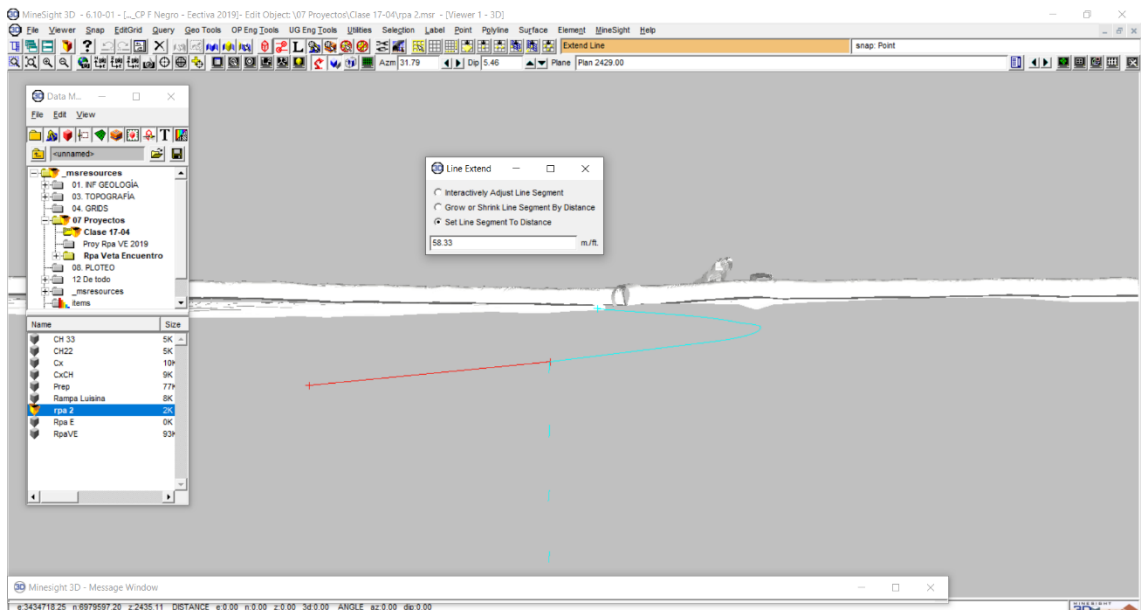 MineSight 3D - 6.10-01 - [..._CP F Negro - Eectiva 2019]- Edit Object: \07 Proyectos\Clase 17-04\rpa 2.msr - [Viewer 1 - 3D]
File Viewer Snap EditGrid Query Geo Tools OP Eng Tools UG Eng Tools Utilities Selection Label Point Polyline Surface Element MineSight Help
Extend Line
snap: Point
Azm 31.79 Dip 5.46 Plane Plan 2429.00
Data M...
File Edit View
<unnamed>
_msresources
01. INF GEOLOGÍA
03. TOPOGRAFÍA
04. GRIDS
07 Proyectos
Clase 17-04
Proy Rpa VE 2019
Rpa Veta Encuentro
08. PLOTEO
12 De todo
_msresources
items
Name Size
CH 33 5K
CH22 5K
Cx 10K
CxCH 9K
Prep 77K
Rampa Luisina 8K
rpa 2 2K
Rpa E 0K
RpaVE 93K
Line Extend
Interactively Adjust Line Segment
Grow or Shrink Line Segment By Distance
Set Line Segment To Distance
58.33 m./ft.
Minesight 3D - Message Window
e:3434718.25 n:6979597.20 z:2435.11 DISTANCE e:0.00 n:0.00 z:0.00 3d:0.00 ANGLE az:0.00 dip:0.00
MINESIGHT